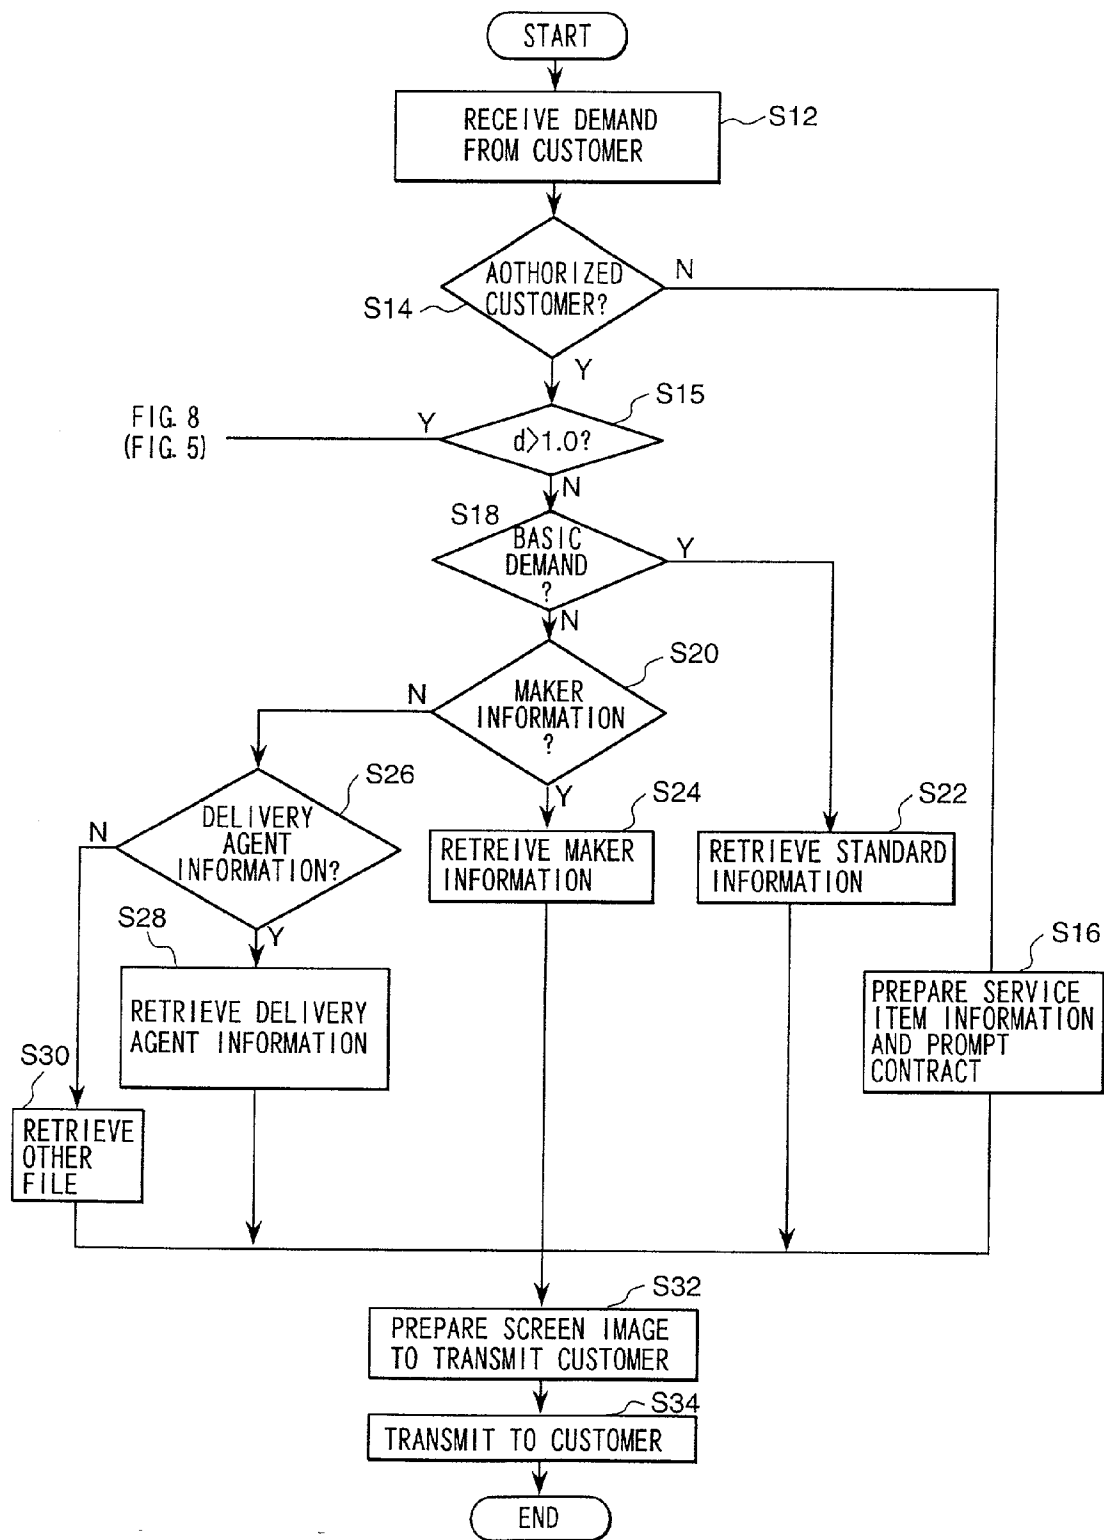 START
RECEIVE DEMAND
FROM CUSTOMER
S12
AOTHORIZED
CUSTOMER?
N
S14
Y
S15
FIG. 8
(FIG. 5)
Y
d>1.0?
N
S18
BASIC
DEMAND
?
Y
N
S20
N
MAKER
INFORMATION
?
Y
S26
DELIVERY
AGENT
INFORMATION?
N
Y
S24
RETREIVE MAKER
INFORMATION
S22
RETRIEVE STANDARD
INFORMATION
S28
RETRIEVE DELIVERY
AGENT INFORMATION
S16
PREPARE SERVICE
ITEM INFORMATION
AND PROMPT
CONTRACT
S30
RETRIEVE
OTHER
FILE
S32
PREPARE SCREEN IMAGE
TO TRANSMIT CUSTOMER
S34
TRANSMIT TO CUSTOMER
END